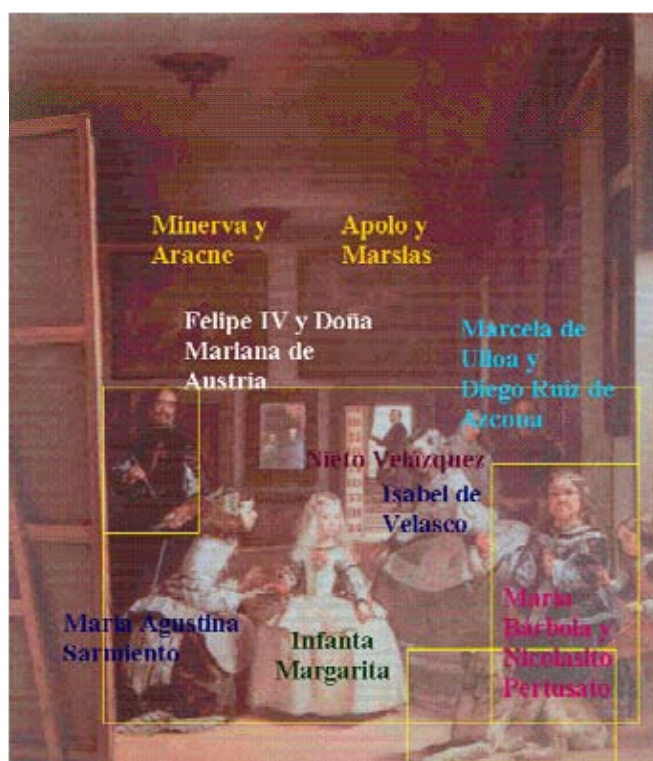 Minerva y
Aracne
Apolo y
Marsias
Felipe IV y Doña
Mariana de
Austria
Marcela de
Ulloa y
Diego Ruiz de
Azcona
Nieto Velázquez
Isabel de
Velasco
María Agustina
Sarmiento
Infanta
Margarita
María
Bárbola y
Nicolasito
Pertusato